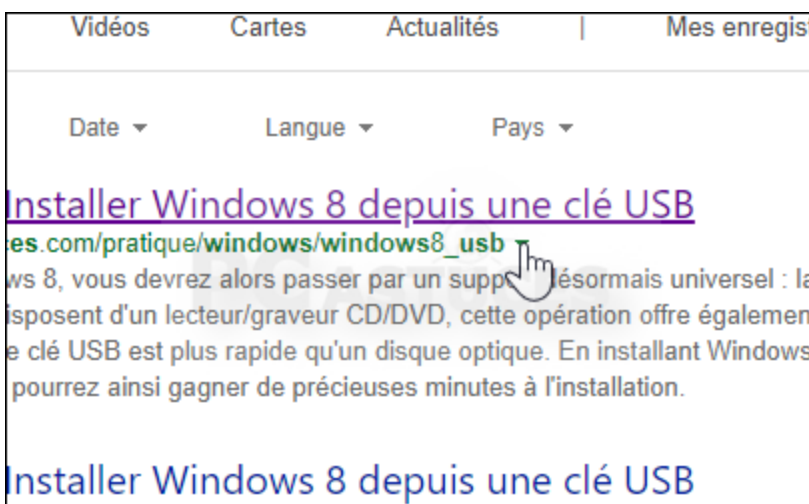 Vidéos Cartes Actualités | Mes enregist
Date Langue Pays
Installer Windows 8 depuis une clé USB
es.com/pratique/windows/windows8_usb
ws 8, vous devrez alors passer par un désormais universel : la
isposent d'un lecteur/graveur CD/DVD, cette opération offre égalemen
e clé USB est plus rapide qu'un disque optique. En installant Windows
pourrez ainsi gagner de précieuses minutes à l'installation.
Installer Windows 8 depuis une clé USB